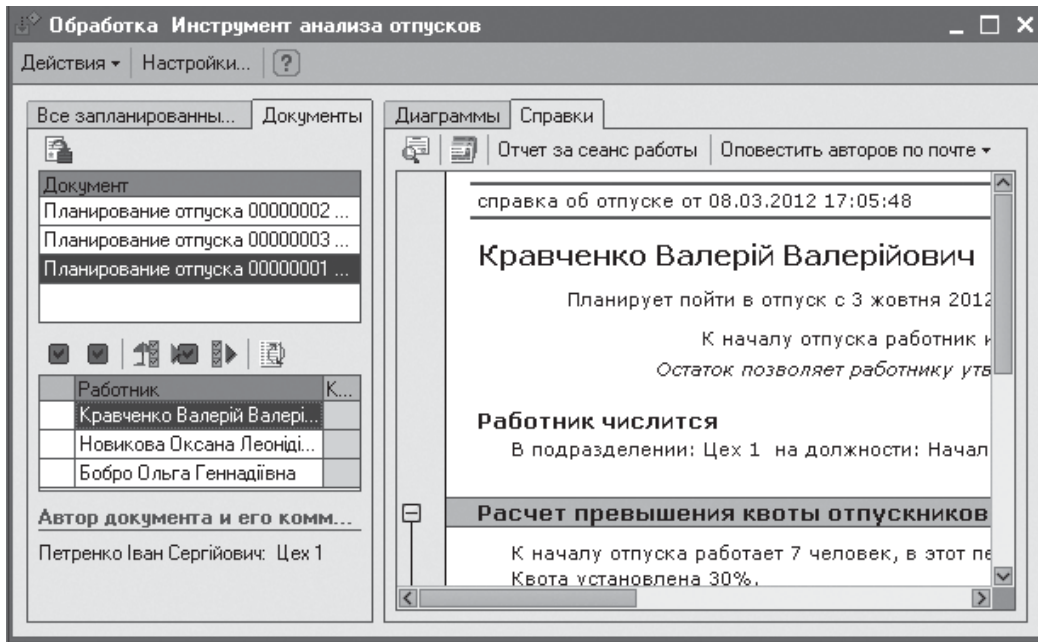 Обработка Инструмент анализа отпусков
Действия Настройки... ?
Все запланированны... Документы
Документ
Планирование отпуска 00000002 ...
Планирование отпуска 00000003 ...
Планирование отпуска 00000001 ...
Работник К...
Кравченко Валерій Валері...
Новикова Оксана Леоніді...
Бобро Ольга Геннадіївна
Автор документа и его комм...
Петренко Іван Сергійович: Цех 1
Диаграммы Справки
Отчет за сеанс работы Оповестить авторов по почте
справка об отпуске от 08.03.2012 17:05:48
Кравченко Валерій Валерійович
Планирует пойти в отпуск с 3 жовтня 2012
К началу отпуска работник
Остаток позволяет работнику утв
Работник числится
В подразделении: Цех 1 на должности: Начал
Расчет превышения квоты отпускников
К началу отпуска работает 7 человек, в этот пе
Квота установлена 30%.